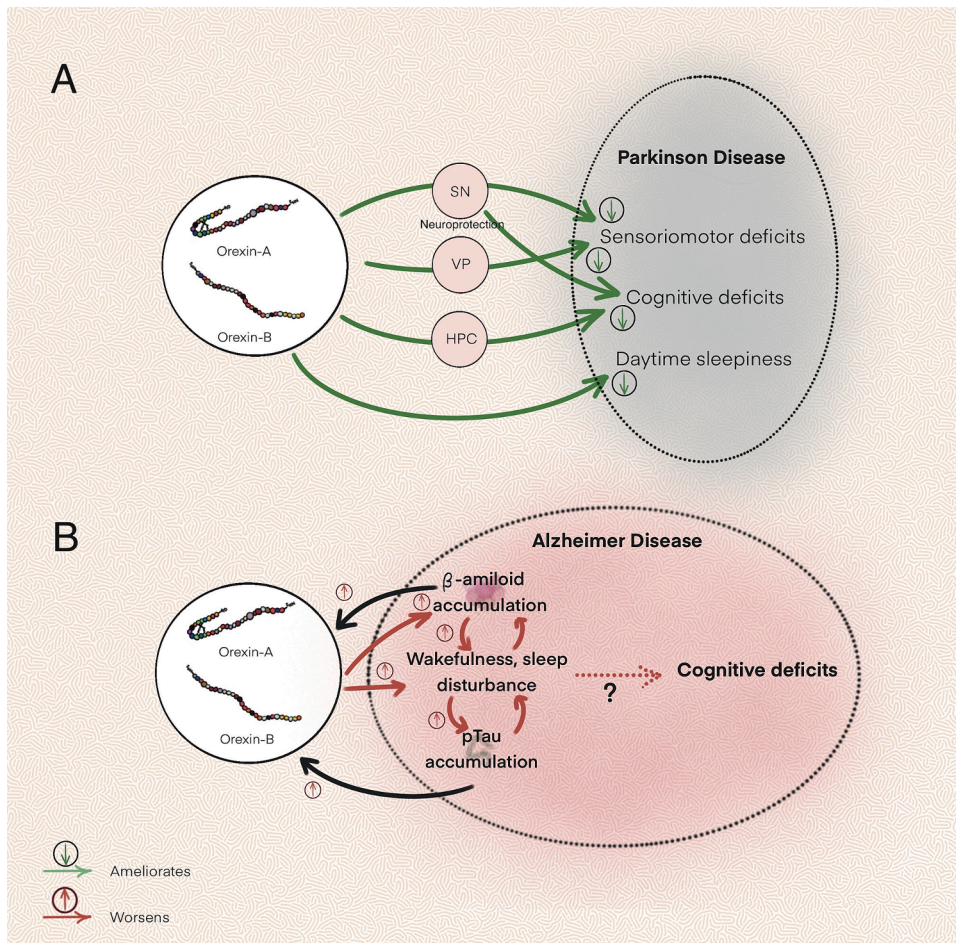 A
Parkinson Disease
SN
Neuroprotection
VP
HPC
Orexin-A
Orexin-B
Sensoriomotor deficits
Cognitive deficits
Daytime sleepiness
B
Alzheimer Disease
β-amiloid
accumulation
Wakefulness, sleep
disturbance
pTau
accumulation
?
Cognitive deficits
Orexin-A
Orexin-B
Ameliorates
Worsens